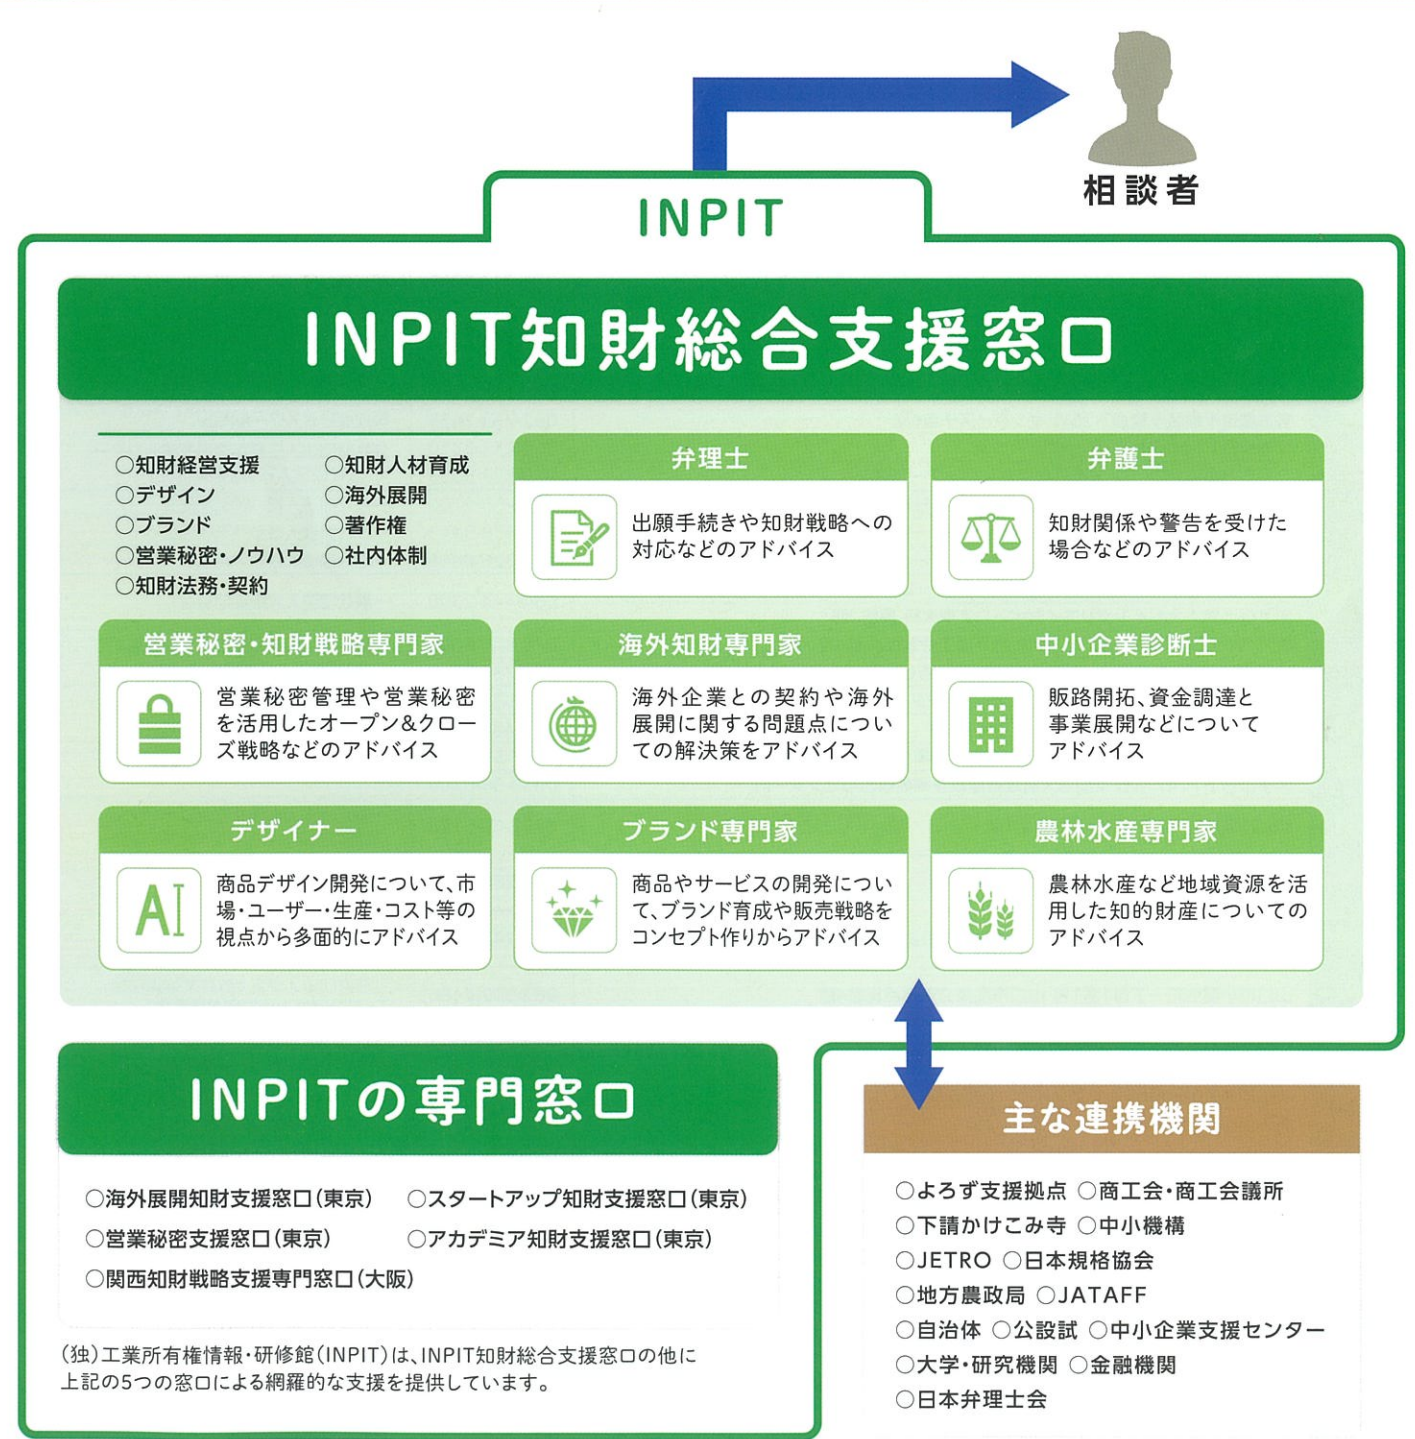 相談者
INPIT
INPIT知財総合支援窓口
○知財経営支援 ○知財人材育成
○デザイン ○海外展開
○ブランド ○著作権
○営業秘密・ノウハウ ○社内体制
○知財法務・契約
弁理士
出願手続きや知財戦略への
対応などのアドバイス
弁護士
知財関係や警告を受けた
場合などのアドバイス
営業秘密・知財戦略専門家
営業秘密管理や営業秘密
を活用したオープン&クロー
ズ戦略などのアドバイス
海外知財専門家
海外企業との契約や海外
展開に関する問題点につい
ての解決策をアドバイス
中小企業診断士
販路開拓、資金調達と
事業展開などについて
アドバイス
デザイナー
商品デザイン開発について、市
場・ユーザー・生産・コスト等の
視点から多面的にアドバイス
ブランド専門家
商品やサービスの開発につい
て、ブランド育成や販売戦略を
コンセプト作りからアドバイス
農林水産専門家
農林水産など地域資源を活
用した知的財産についての
アドバイス
INPITの専門窓口
○海外展開知財支援窓口(東京) ○スタートアップ知財支援窓口(東京)
○営業秘密支援窓口(東京) ○アカデミア知財支援窓口(東京)
○関西知財戦略支援専門窓口(大阪)
(独)工業所有権情報・研修館(INPIT)は、INPIT知財総合支援窓口の他に
上記の5つの窓口による網羅的な支援を提供しています。
主な連携機関
○よろず支援拠点 ○商工会・商工会議所
○下請かけこみ寺 ○中小機構
○JETRO ○日本規格協会
○地方農政局 ○JATAFF
○自治体 ○公設試 ○中小企業支援センター
○大学・研究機関 ○金融機関
○日本弁理士会